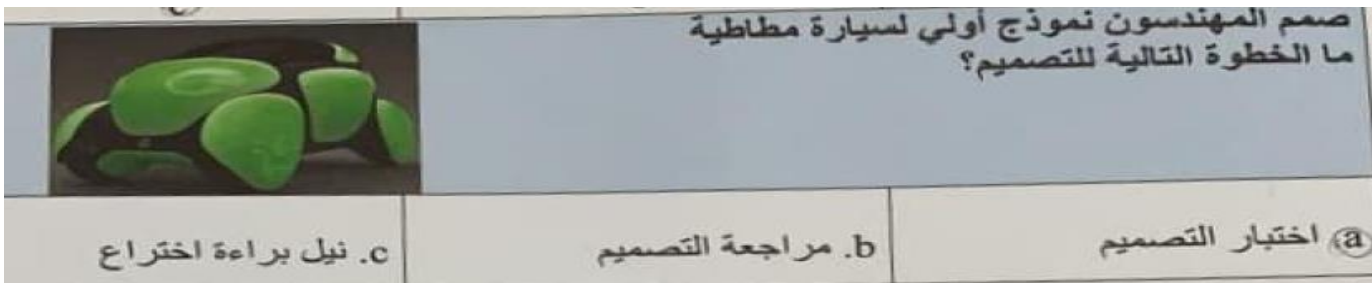 صمم المهندسون نموذج أولي لسيارة مطاطية
ما الخطوة التالية للتصميم؟
a اختبار التصميم
b. مراجعة التصميم
c. نيل براءة اختراع